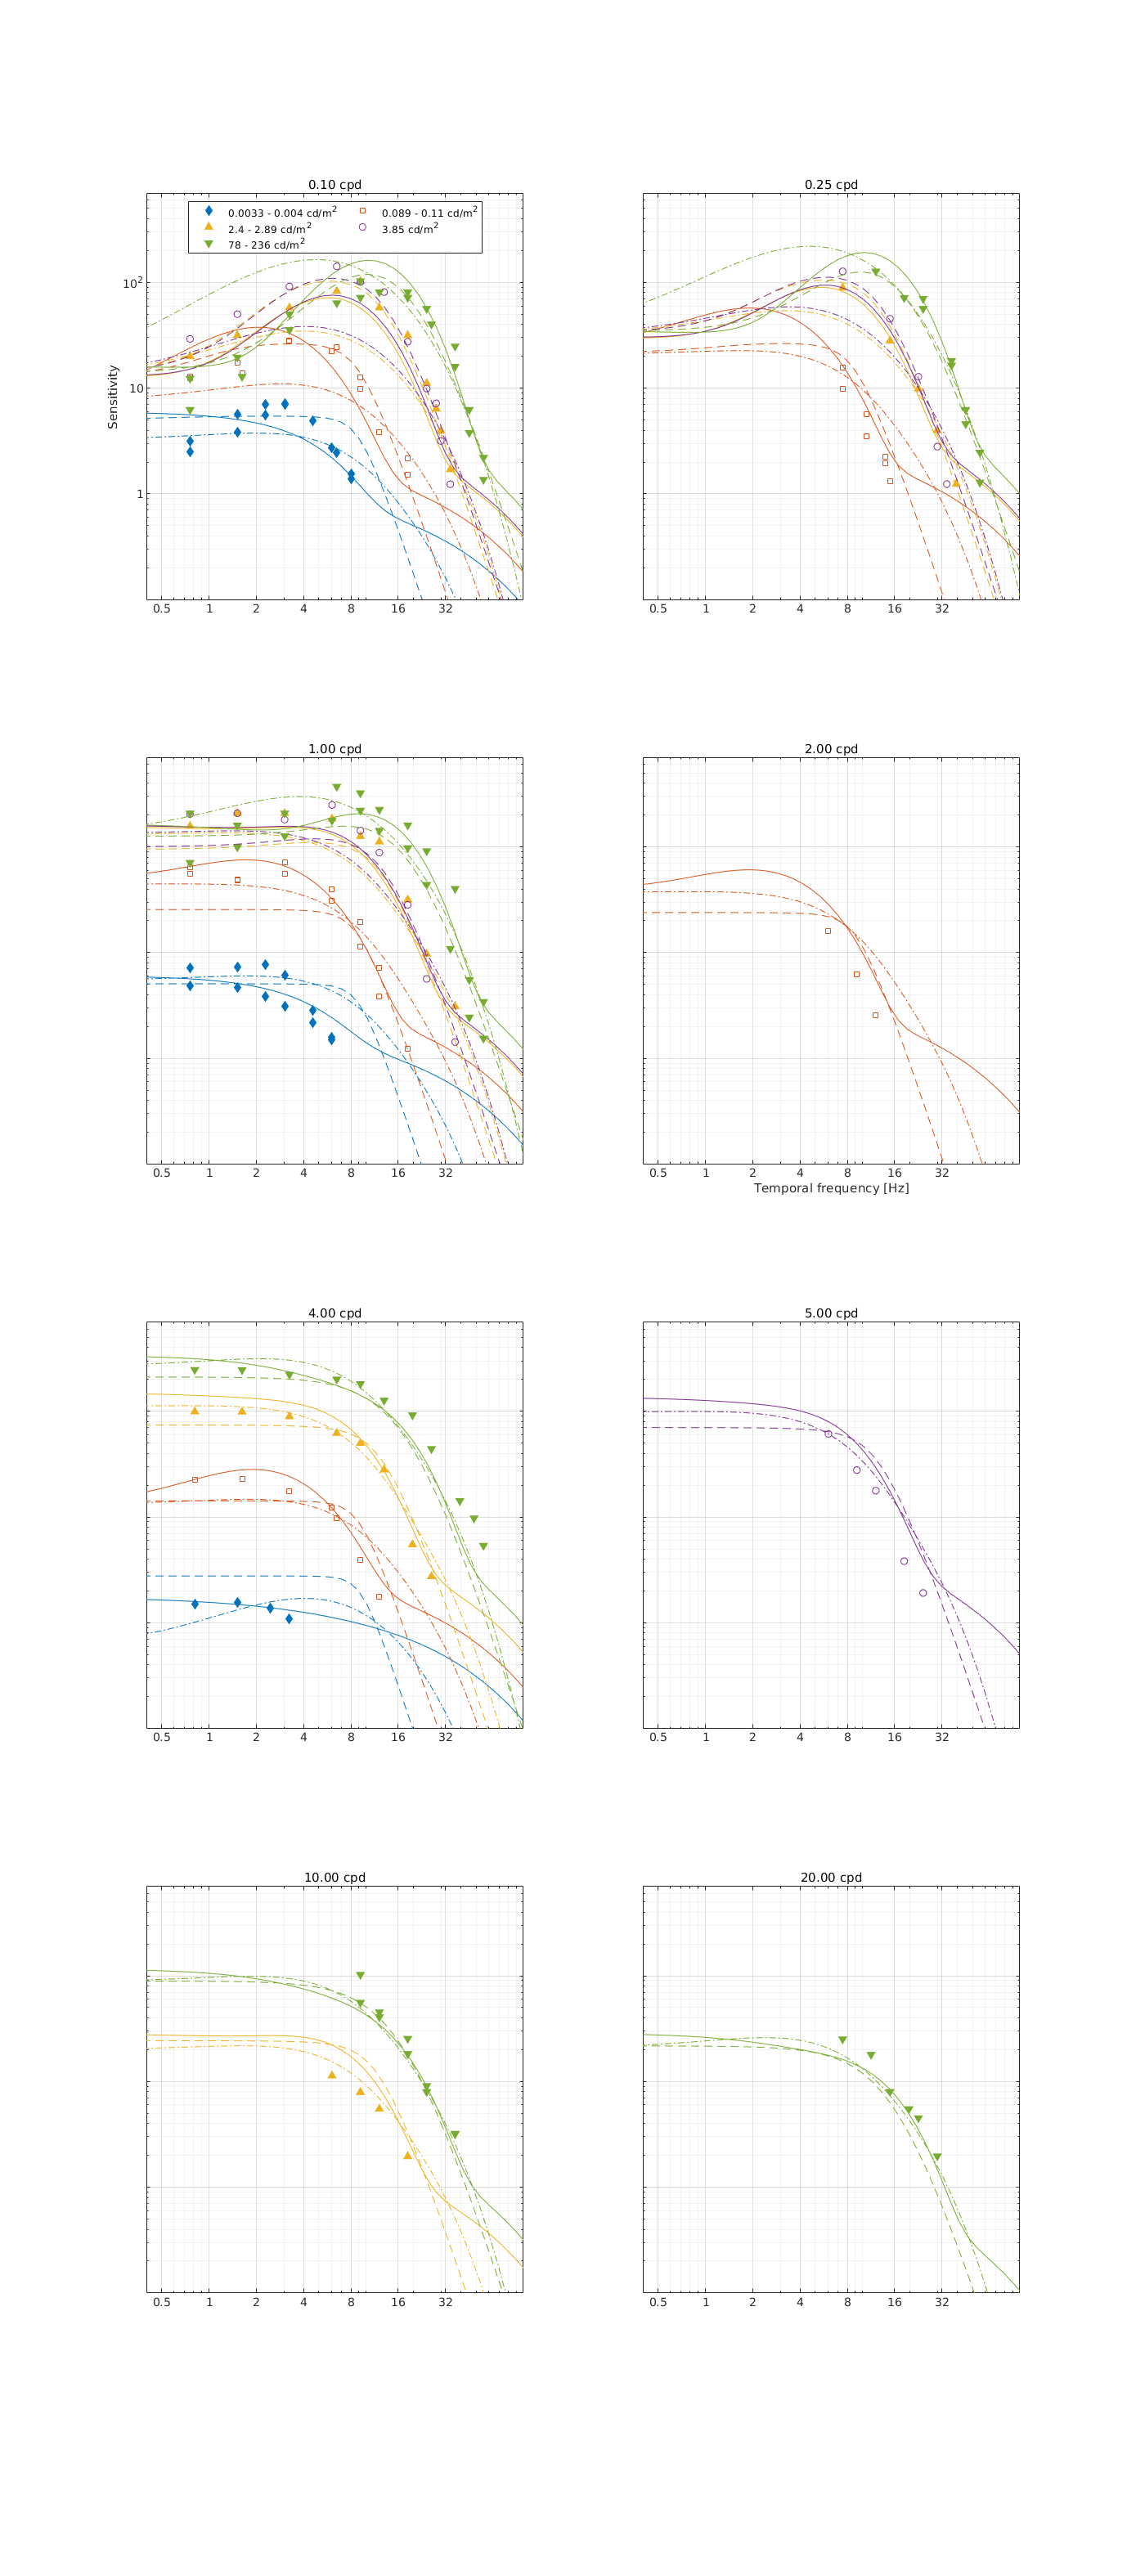 0.10 cpd
0.0033 - 0.004 cd/m²
0.089 - 0.11 cd/m²
2.4 - 2.89 cd/m²
3.85 cd/m²
78 - 236 cd/m²
10²
10
1
Sensitivity
0.5 1 2 4 8 16 32
0.25 cpd
0.5 1 2 4 8 16 32
1.00 cpd
0.5 1 2 4 8 16 32
2.00 cpd
0.5 1 2 4 8 16 32
Temporal frequency [Hz]
4.00 cpd
0.5 1 2 4 8 16 32
5.00 cpd
0.5 1 2 4 8 16 32
10.00 cpd
0.5 1 2 4 8 16 32
20.00 cpd
0.5 1 2 4 8 16 32